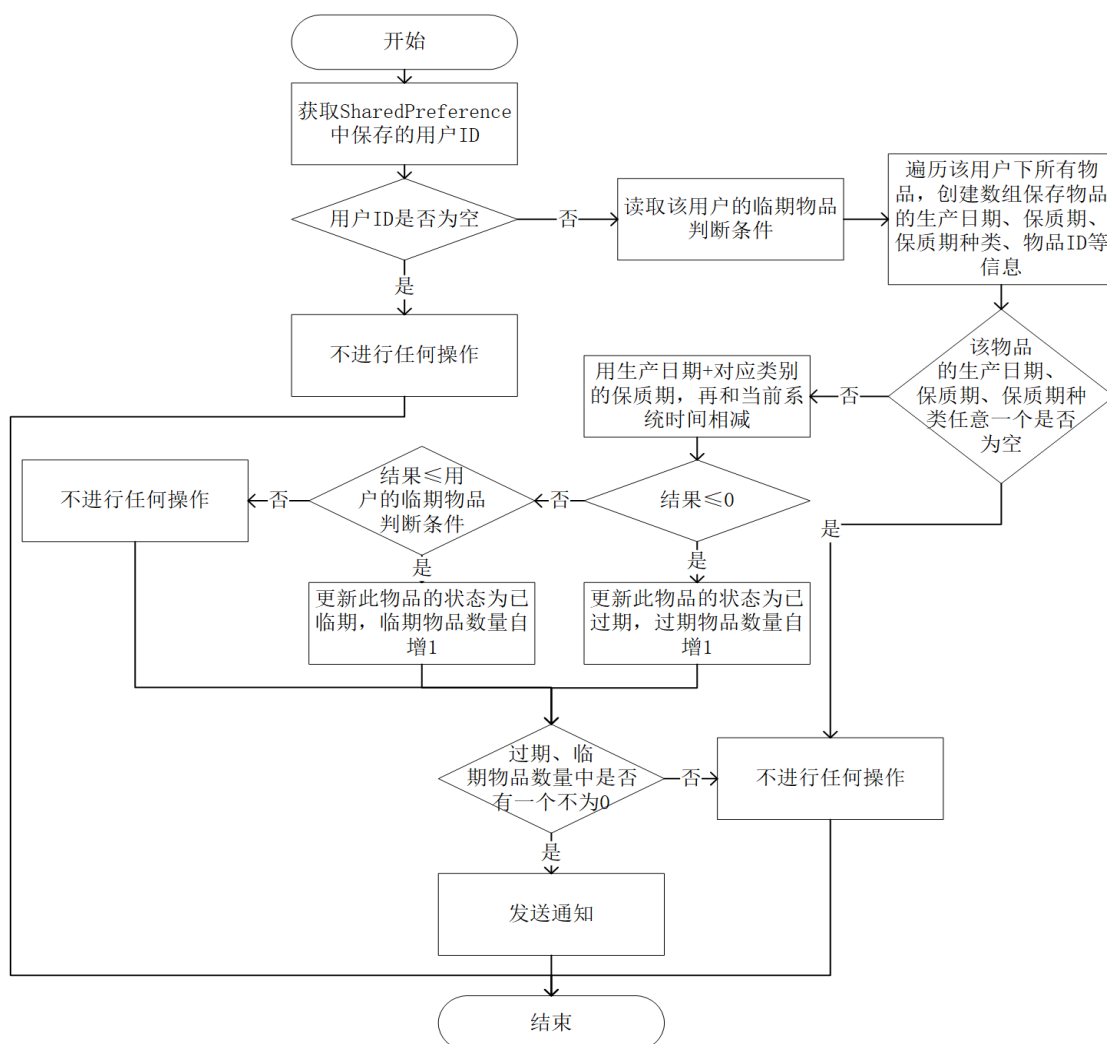 开始
获取SharedPreference
中保存的用户ID
用户ID是否为空
否
读取该用户的临期物品
判断条件
遍历该用户下所有物
品，创建数组保存物品
的生产日期、保质期、
保质期种类、物品ID等
信息
是
不进行任何操作
该物品
的生产日期、
保质期、保质期种
类任意一个是否
为空
否
用生产日期+对应类别
的保质期，再和当前系
统时间相减
是
结果≤0
否
结果≤用
户的临期物品
判断条件
否
不进行任何操作
是
更新此物品的状态为已
临期，临期物品数量自
增1
是
更新此物品的状态为已
过期，过期物品数量自
增1
过期、临
期物品数量中是否
有一个不为0
否
不进行任何操作
是
发送通知
结束